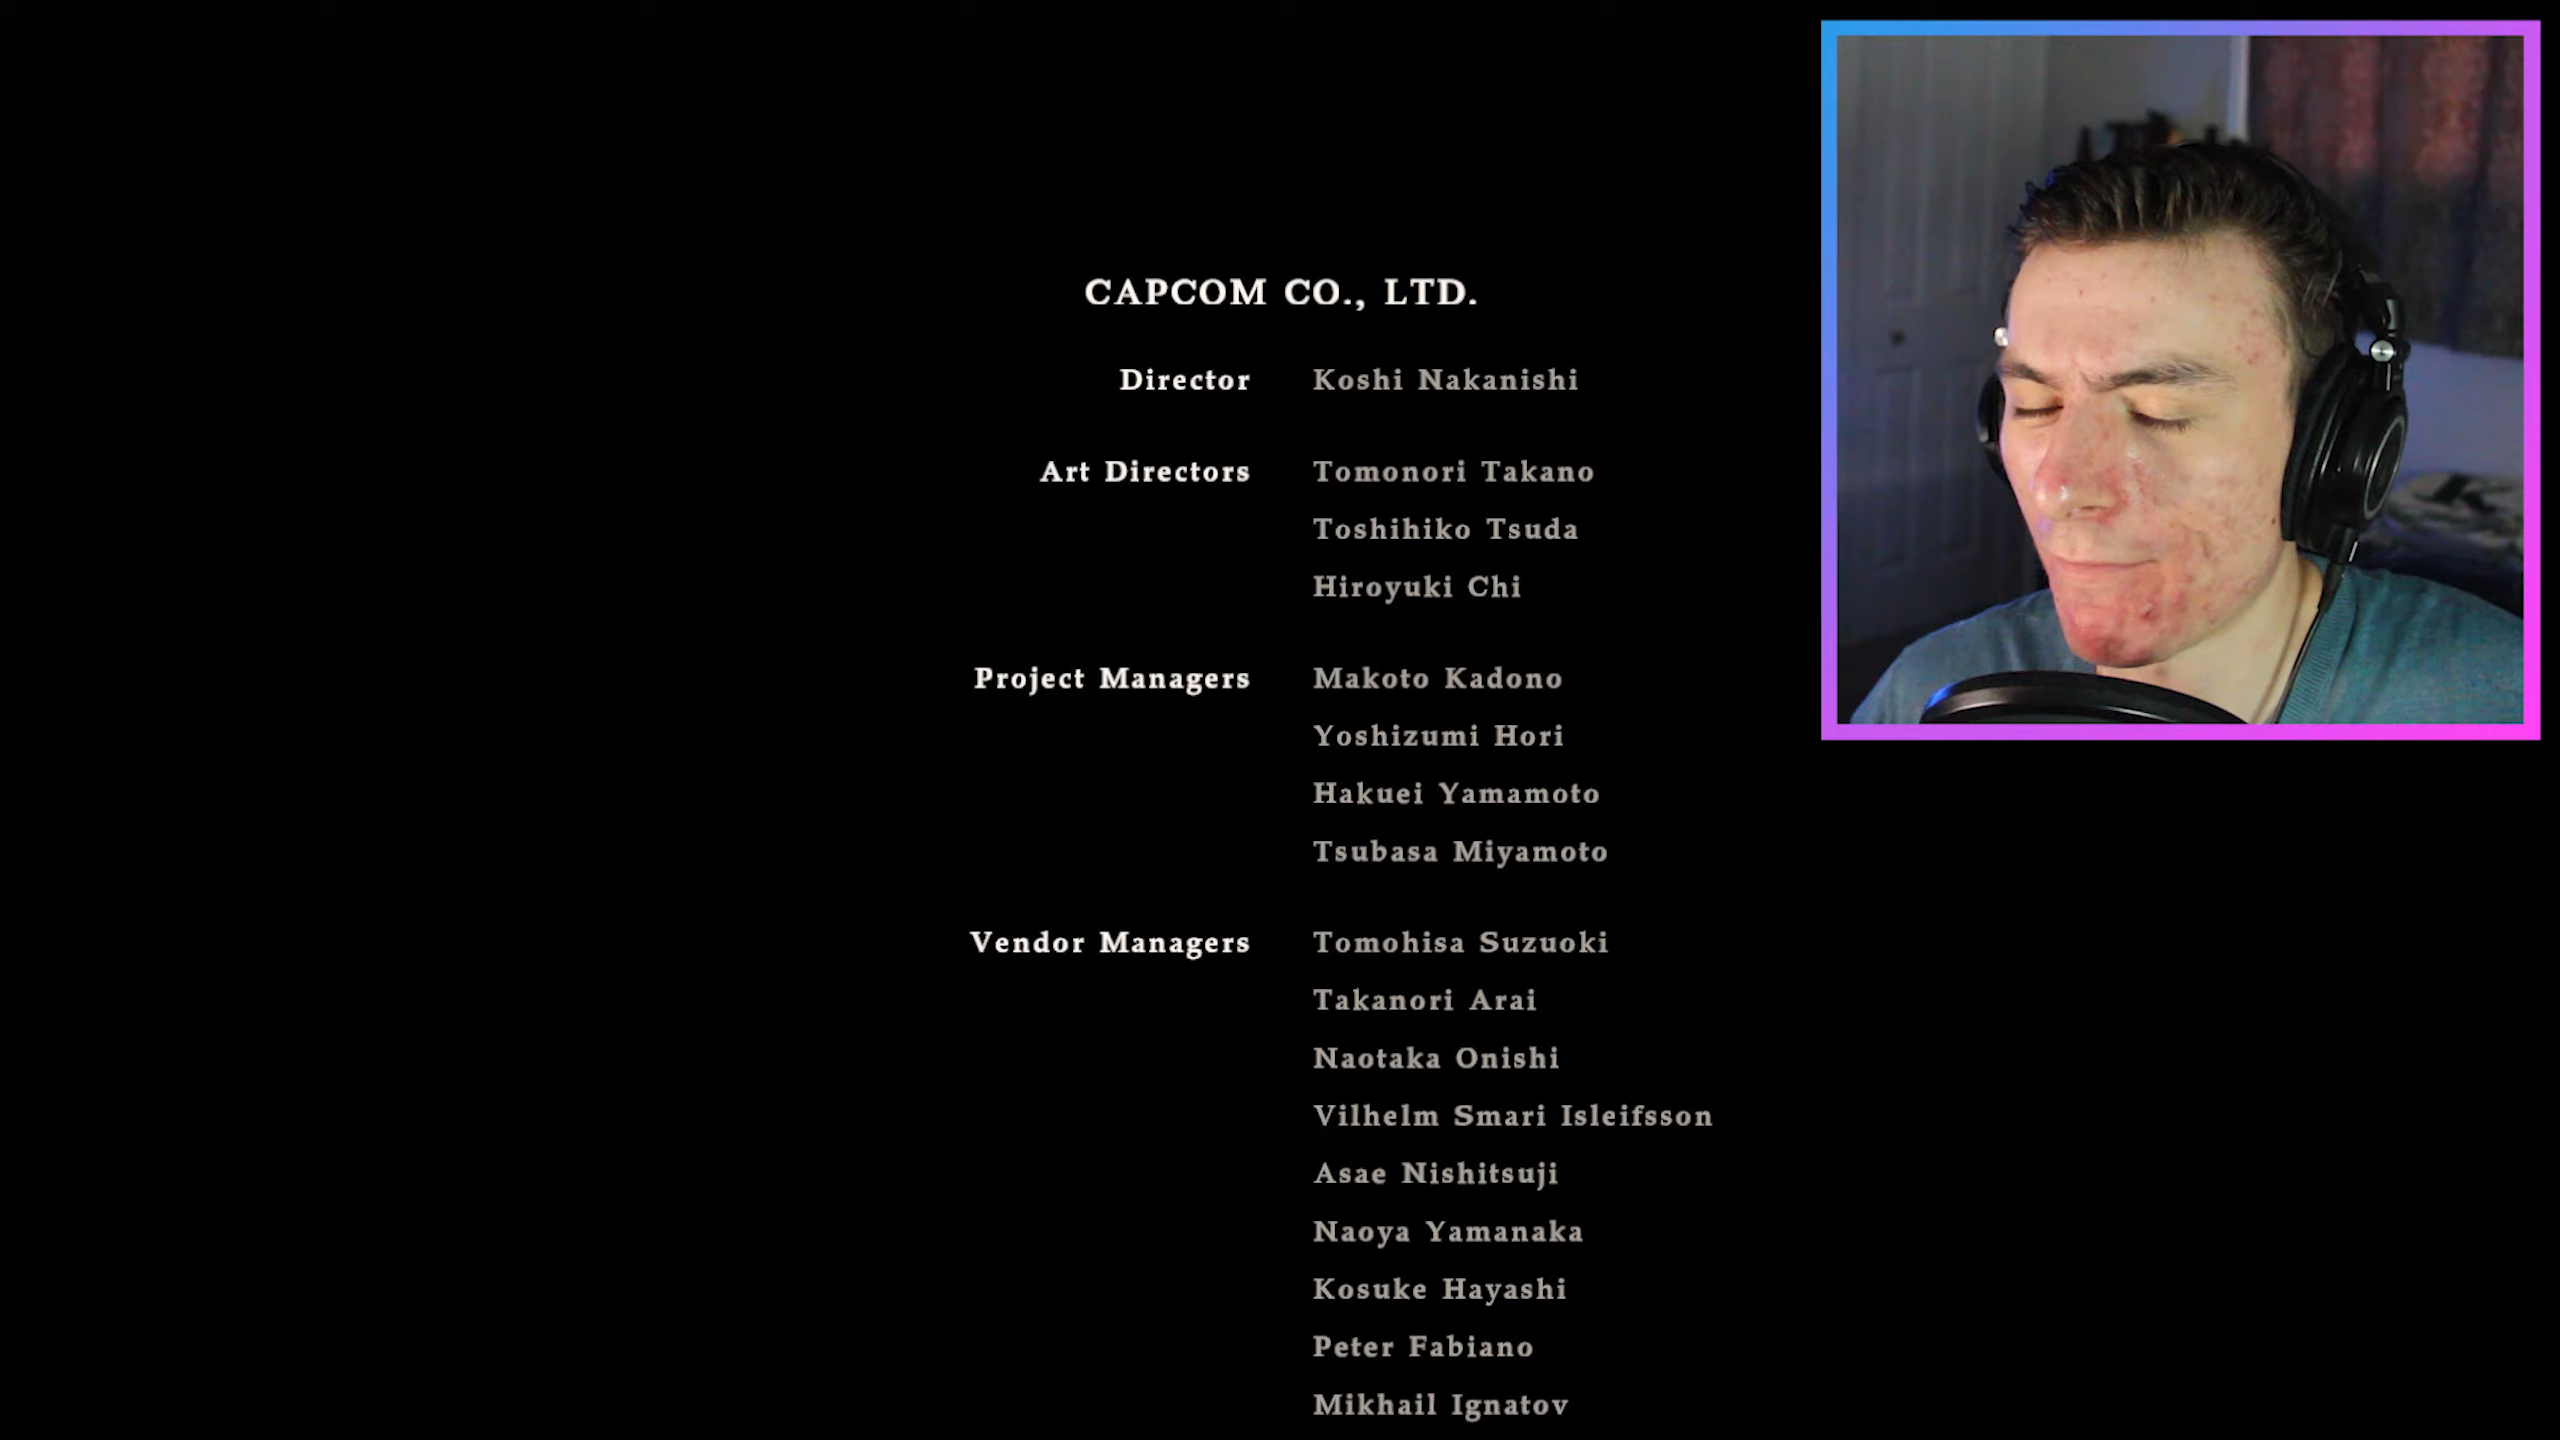 CAPCOM CO., LTD.
Director Koshi Nakanishi
Art Directors Tomonori Takano
Toshihiko Tsuda
Hiroyuki Chi
Project Managers Makoto Kadono
Yoshizumi Hori
Hakuei Yamamoto
Tsubasa Miyamoto
Vendor Managers Tomohisa Suzuoki
Takanori Arai
Naotaka Onishi
Vilhelm Smari Isleifsson
Asae Nishitsuji
Naoya Yamanaka
Kosuke Hayashi
Peter Fabiano
Mikhail Ignatov